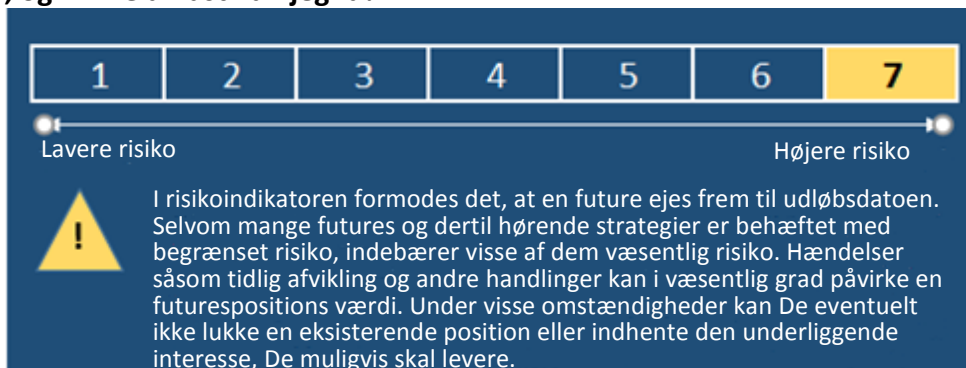 1 2 3 4 5 6 7
Lavere risiko Højere risiko
!
I risikoindikatoren formodes det, at en future ejes frem til udløbsdatoen.
Selvom mange futures og dertil hørende strategier er behæftet med
begrænset risiko, indebærer visse af dem væsentlig risiko. Hændelser
såsom tidlig afvikling og andre handlinger kan i væsentlig grad påvirke en
futurespositions værdi. Under visse omstændigheder kan De eventuelt
ikke lukke en eksisterende position eller indhente den underliggende
interesse, De muligvis skal levere.